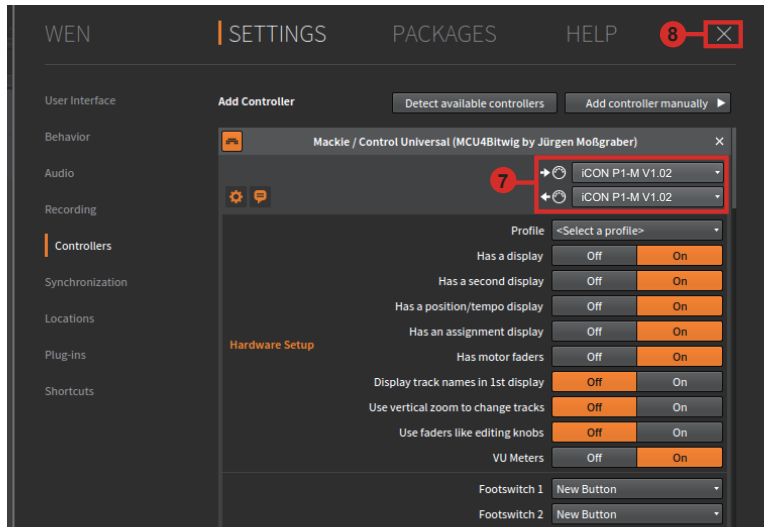 WEN SETTINGS PACKAGES HELP 8
User Interface
Behavior
Audio
Recording
Controllers
Synchronization
Locations
Plug-ins
Shortcuts
Add Controller Detect available controllers Add controller manually
Mackie / Control Universal (MCU4Bitwig by Jürgen Moßgraber)
7 iCON P1-M V1.02
iCON P1-M V1.02
Hardware Setup
Profile <Select a profile>
Has a display Off On
Has a second display Off On
Has a position/tempo display Off On
Has an assignment display Off On
Has motor faders Off On
Display track names in 1st display Off On
Use vertical zoom to change tracks Off On
Use faders like editing knobs Off On
VU Meters Off On
Footswitch 1 New Button
Footswitch 2 New Button